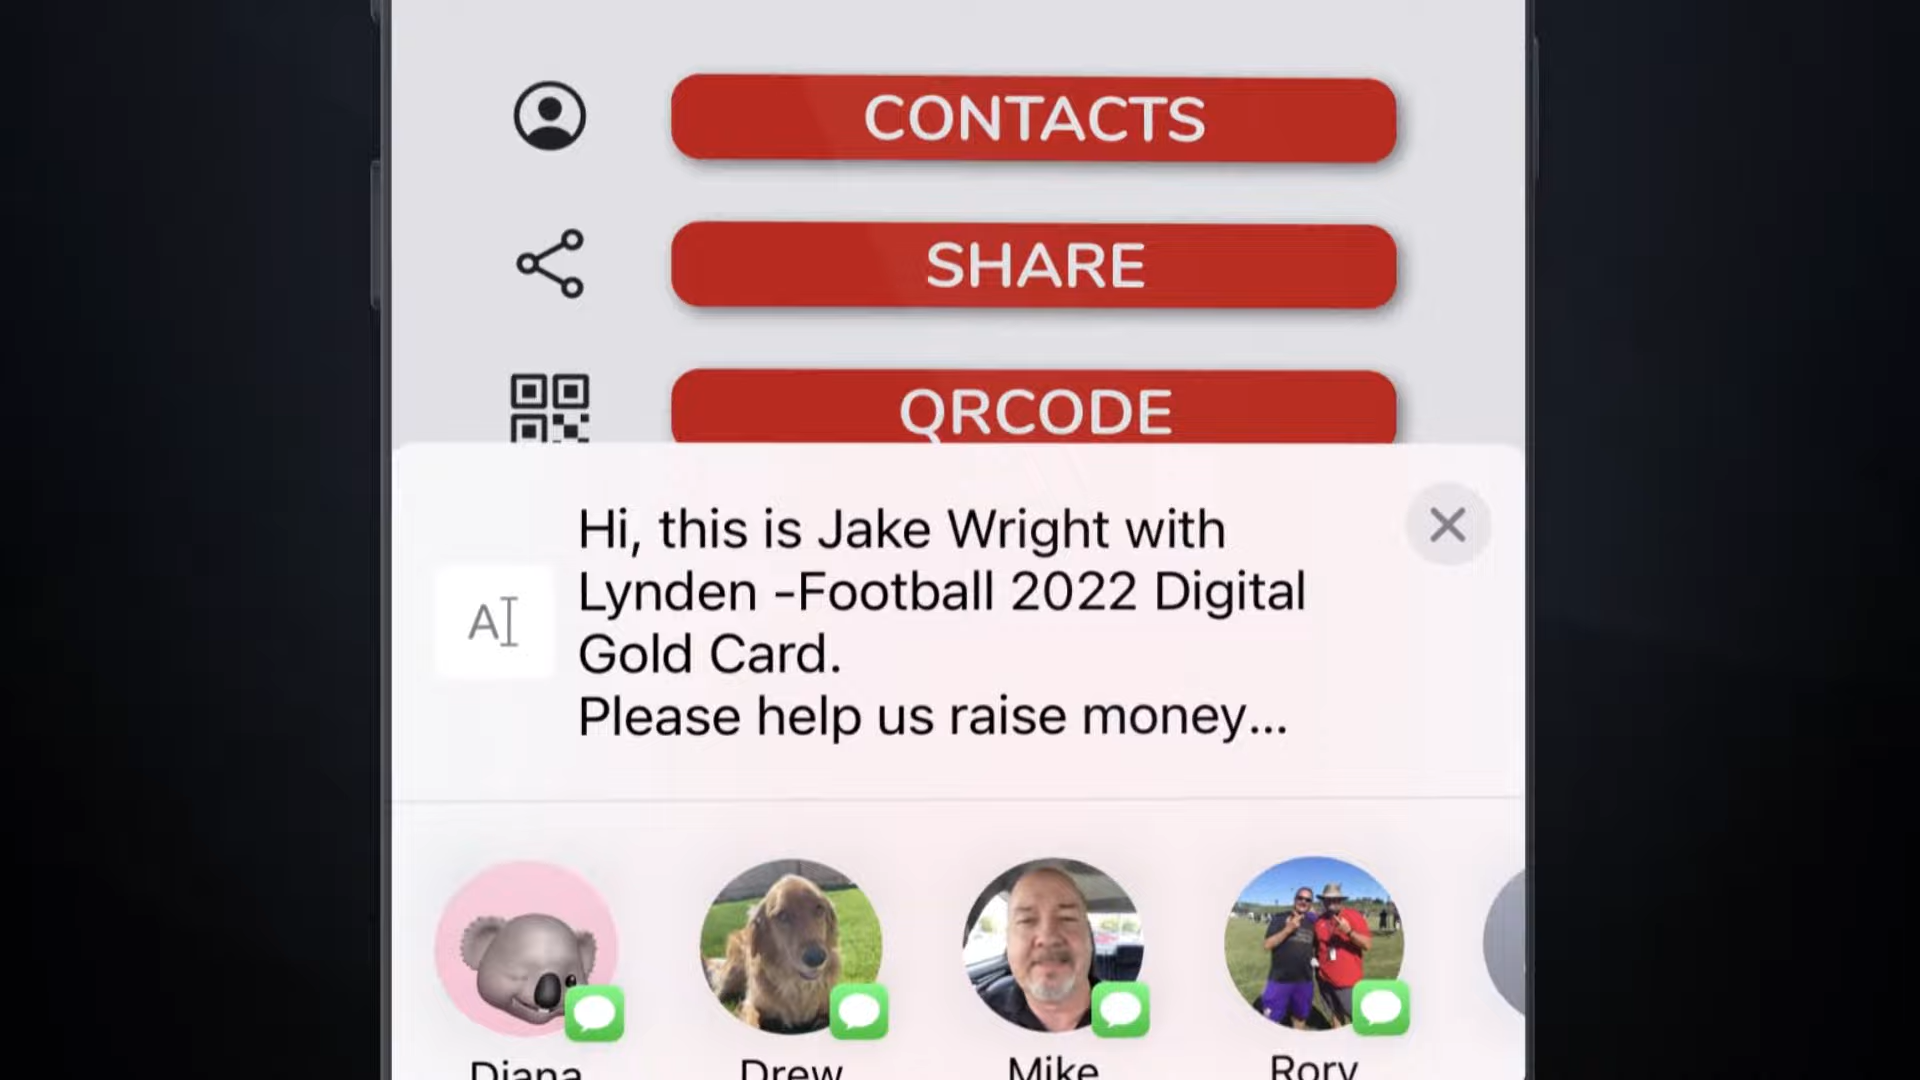 CONTACTS
SHARE
QRCODE
Hi, this is Jake Wright with
Lynden -Football 2022 Digital
Gold Card.
Please help us raise money...
A
Diana
Drew
Mike
Rory